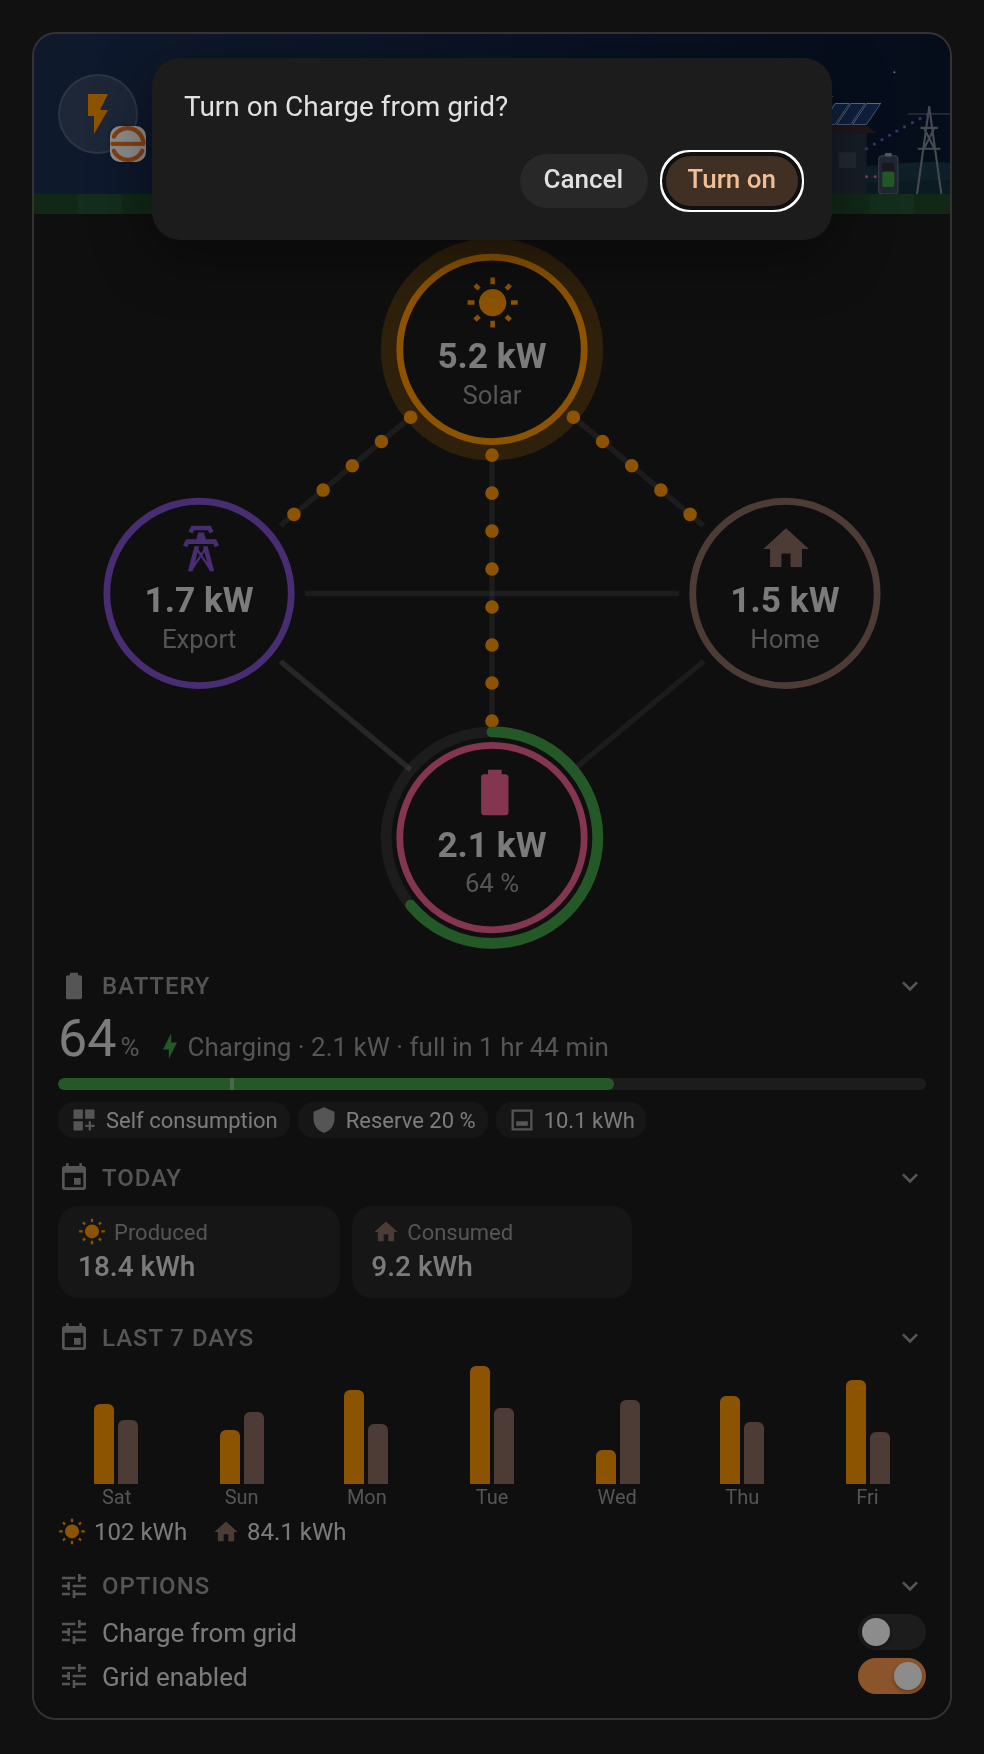 Turn on Charge from grid?
Cancel
Turn on
5.2 kW
Solar
1.7 kW
Export
1.5 kW
Home
2.1 kW
64 %
BATTERY
64 % Charging · 2.1 kW · full in 1 hr 44 min
Self consumption
Reserve 20 %
10.1 kWh
TODAY
Produced
18.4 kWh
Consumed
9.2 kWh
LAST 7 DAYS
Sat Sun Mon Tue Wed Thu Fri
102 kWh 84.1 kWh
OPTIONS
Charge from grid
Grid enabled